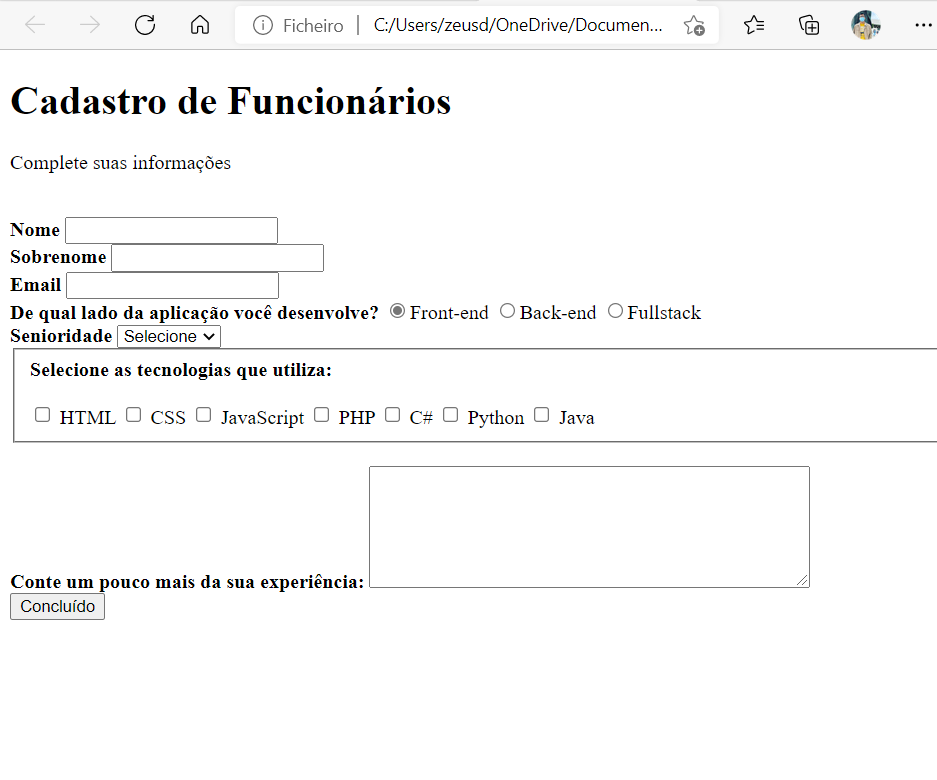 Ficheiro | C:/Users/zeusd/OneDrive/Documen...
Cadastro de Funcionários
Complete suas informações
Nome
Sobrenome
Email
De qual lado da aplicação você desenvolve? Front-end Back-end Fullstack
Senioridade Selecione
Selecione as tecnologias que utiliza:
HTML CSS JavaScript PHP C# Python Java
Conte um pouco mais da sua experiência:
Concluído